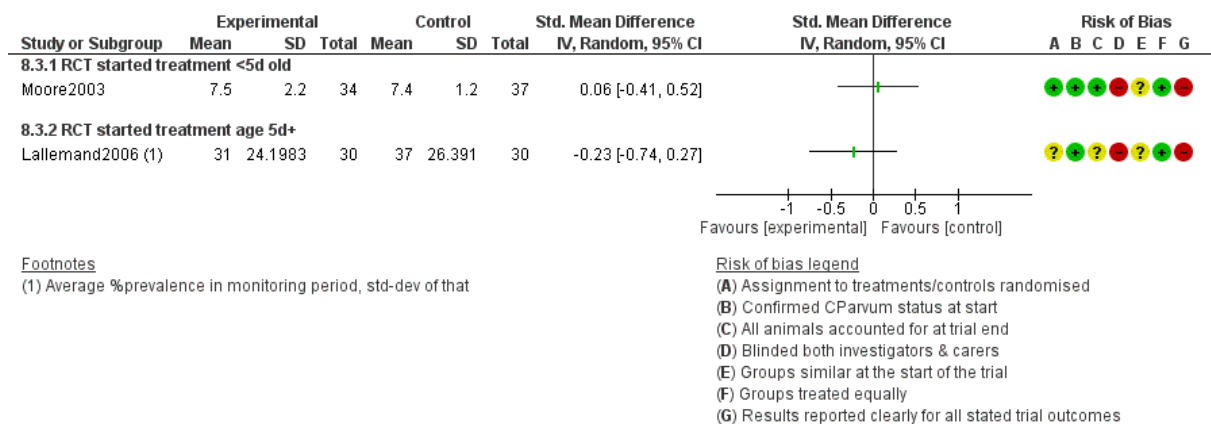 Experimental Control Std. Mean Difference Std. Mean Difference Risk of Bias
Study or Subgroup Mean SD Total Mean SD Total IV, Random, 95% CI IV, Random, 95% CI A B C D E F G
8.3.1 RCT started treatment <5d old
Moore2003 7.5 2.2 34 7.4 1.2 37 0.06 [-0.41, 0.52] + + + - ? + -
8.3.2 RCT started treatment age 5d+
Lallemand2006 (1) 31 24.1983 30 37 26.391 30 -0.23 [-0.74, 0.27] ? + ? - ? + -
-1 -0.5 0 0.5 1
Favours [experimental] Favours [control]
Footnotes
(1) Average %prevalence in monitoring period, std-dev of that
Risk of bias legend
(A) Assignment to treatments/controls randomised
(B) Confirmed CParvum status at start
(C) All animals accounted for at trial end
(D) Blinded both investigators & carers
(E) Groups similar at the start of the trial
(F) Groups treated equally
(G) Results reported clearly for all stated trial outcomes